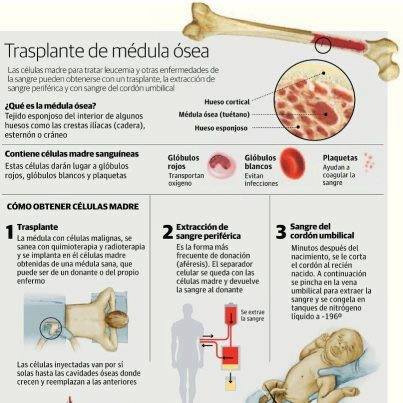 Trasplante de médula ósea
Las células madre para tratar leucemia y otras enfermedades de
la sangre pueden obtenerse con un trasplante, la extracción de
sangre periférica y con sangre del cordón umbilical
¿Qué es la médula ósea?
Tejido esponjoso del interior de algunos
huesos como las crestas ilíacas (cadera),
esternón o cráneo
Hueso cortical
Médula ósea (tuétano)
Hueso esponjoso
Contiene células madre sanguíneas
Estas células darán lugar a glóbulos
rojos, glóbulos blancos y plaquetas
Glóbulos
rojos
Transportan
oxígeno
Glóbulos
blancos
Evitan
infecciones
Plaquetas
Ayudan a
coagular la
sangre
CÓMO OBTENER CÉLULAS MADRE
1 Trasplante
La médula con células malignas, se
sanea con quimioterapia y radioterapia
y se implanta en él células madre
obtenidas de una médula sana, que
puede ser de un donante o del propio
enfermo
Las células inyectadas van por sí
solas hasta las cavidades óseas donde
crecen y reemplazan a las anteriores
2 Extracción de
sangre periférica
Es la forma más
frecuente de donación
(aféresis). El separador
celular se queda con las
células madre y devuelve
la sangre al donante
Se extrae
la sangre
3 Sangre del
cordón umbilical
Minutos después del
nacimiento, se le corta
el cordón al recién
nacido. A continuación
se pincha en la vena
umbilical para extraer la
sangre y se congela en
tanques de nitrógeno
líquido a -196º